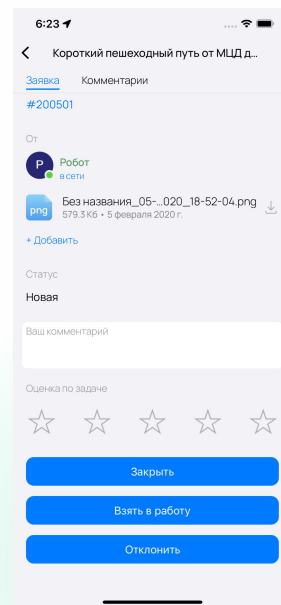 6:23
Короткий пешеходный путь от МЦД д...
Заявка Комментарии
#200501
От
Р Робот
в сети
png Без названия_05-...020_18-52-04.png
579.3 Кб • 5 февраля 2020 г.
+ Добавить
Статус
Новая
Ваш комментарий
Оценка по задаче
Закрыть
Взять в работу
Отклонить